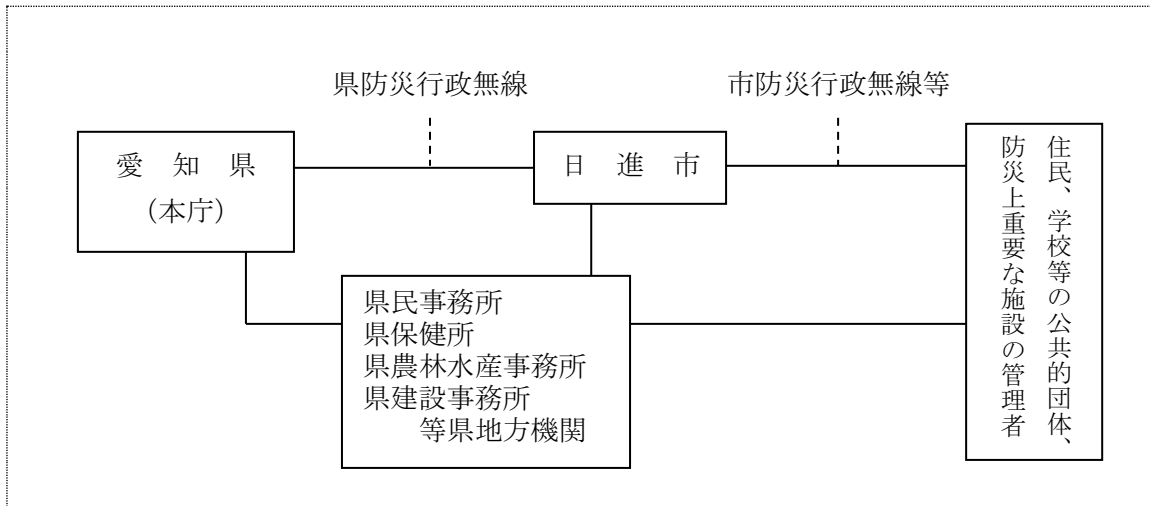 県防災行政無線
市防災行政無線等
愛知県
（本庁）
日進市
県民事務所
県保健所
県農林水産事務所
県建設事務所
等県地方機関
住民、学校等の公共的団体、
防災上重要な施設の管理者